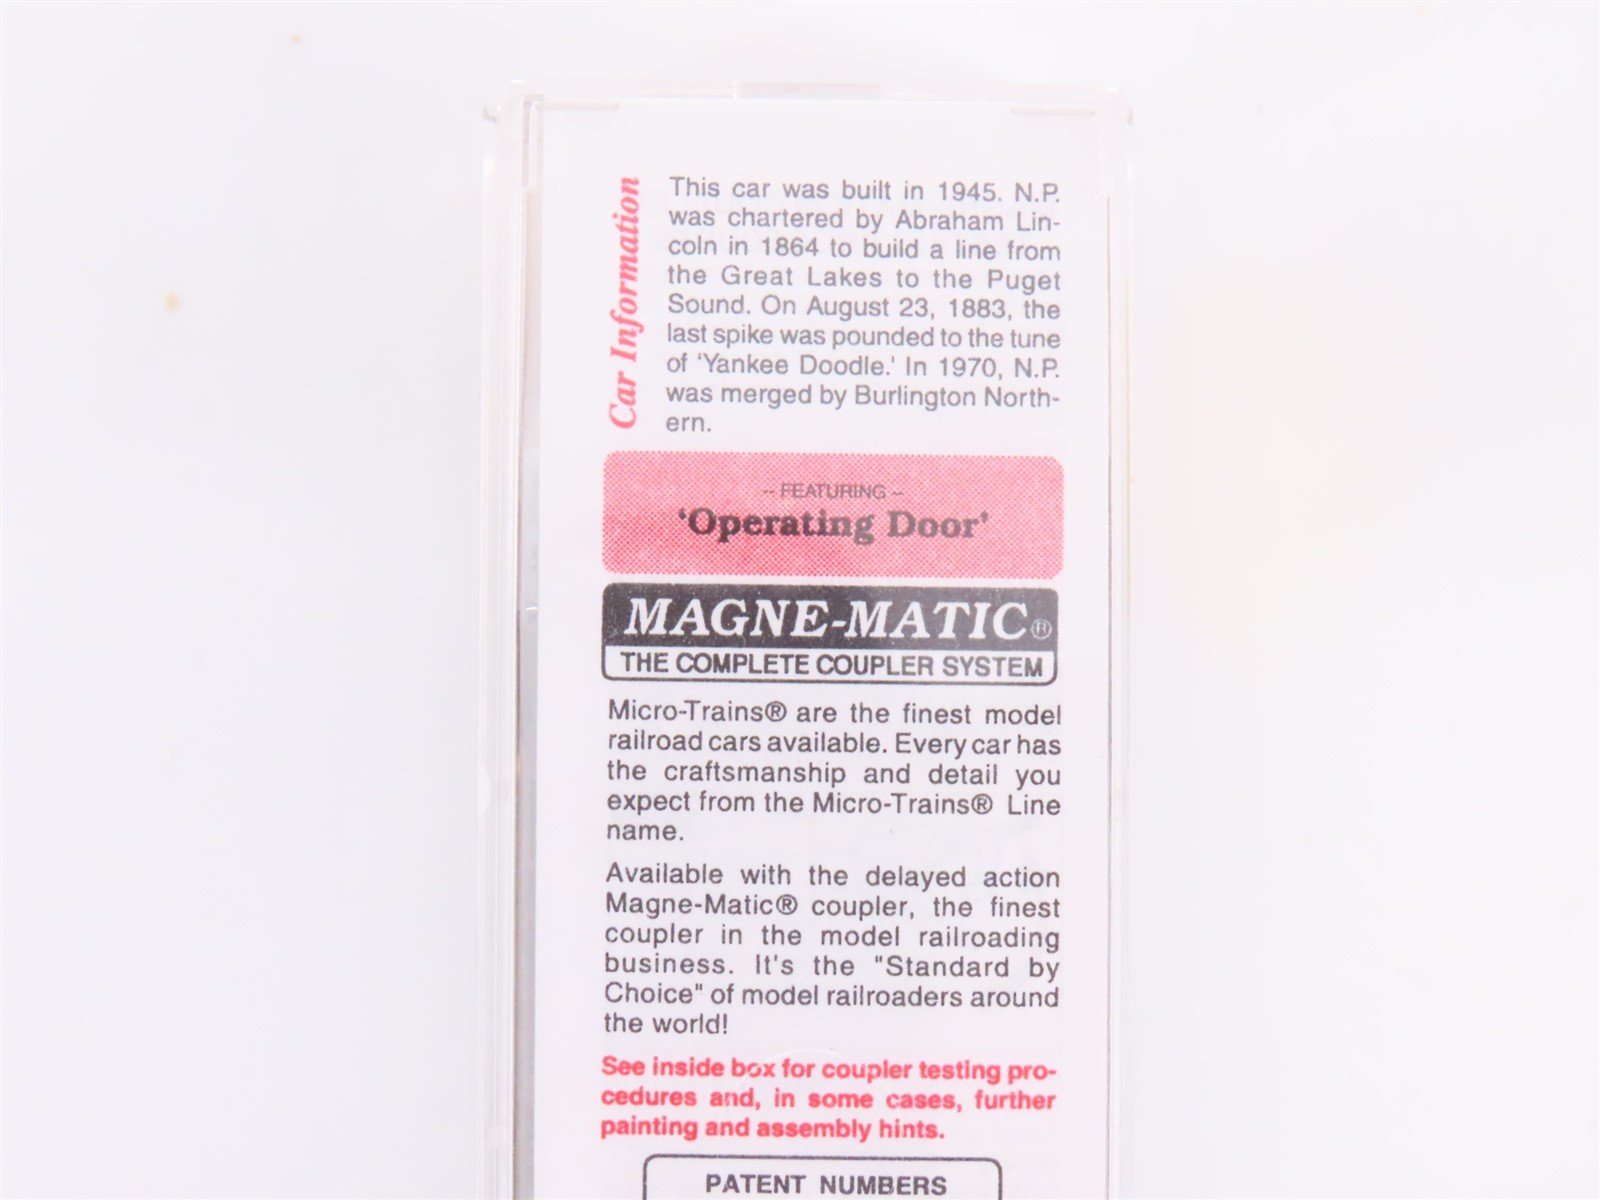 Car Information
This car was built in 1945. N.P.
was chartered by Abraham Lin-
coln in 1864 to build a line from
the Great Lakes to the Puget
Sound. On August 23, 1883, the
last spike was pounded to the tune
of 'Yankee Doodle.' In 1970, N.P.
was merged by Burlington North-
ern.
-- FEATURING --
'Operating Door'
MAGNE-MATIC®
THE COMPLETE COUPLER SYSTEM
Micro-Trains® are the finest model
railroad cars available. Every car has
the craftsmanship and detail you
expect from the Micro-Trains® Line
name.
Available with the delayed action
Magne-Matic® coupler, the finest
coupler in the model railroading
business. It's the "Standard by
Choice" of model railroaders around
the world!
See inside box for coupler testing pro-
cedures and, in some cases, further
painting and assembly hints.
PATENT NUMBERS